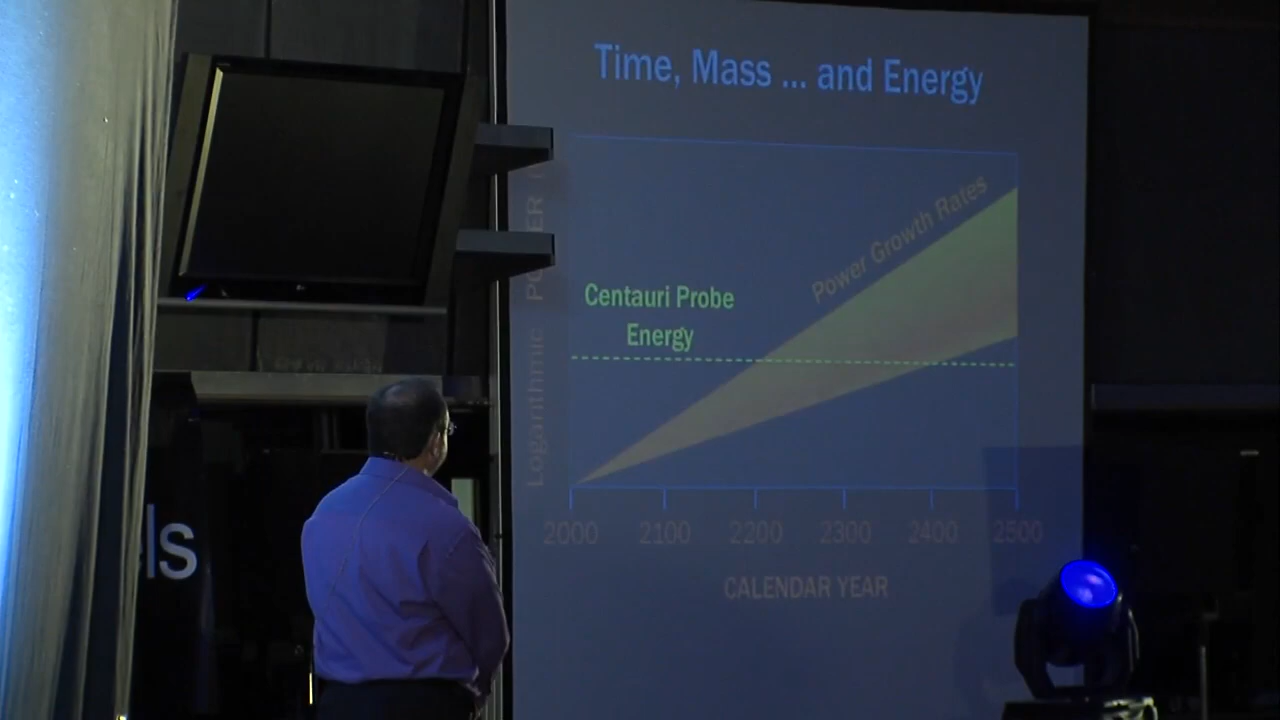 Time, Mass ... and Energy
Logarithmic
Power Growth Rates
Centauri Probe
Energy
2000 2100 2200 2300 2400 2500
CALENDAR YEAR
ls